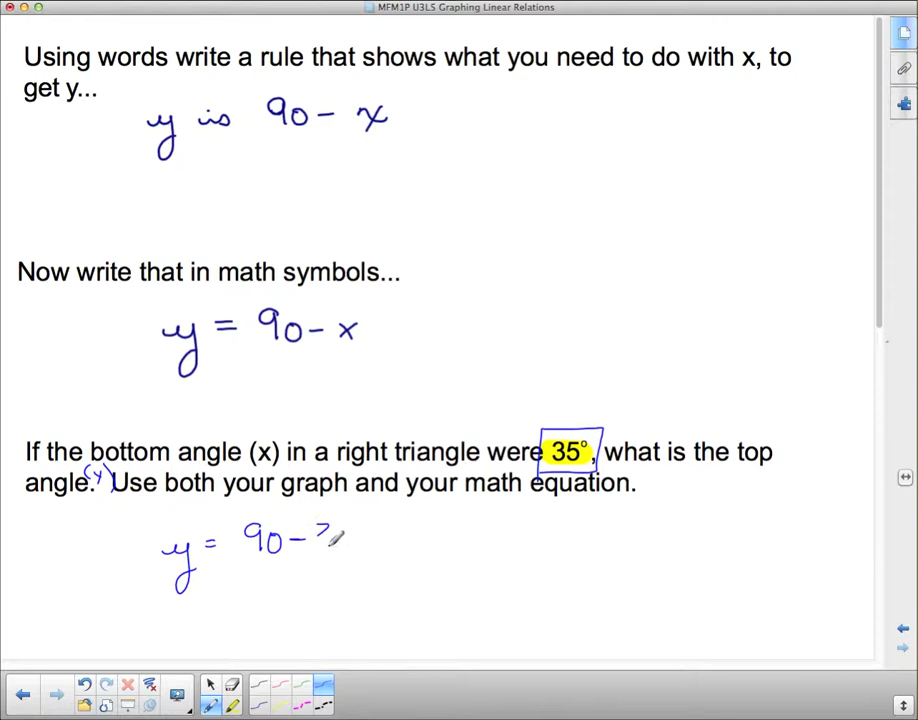 MFM1P U3LS Graphing Linear Relations
Using words write a rule that shows what you need to do with x, to
get y...
y is 90 - x
Now write that in math symbols...
y = 90 - x
If the bottom angle (x) in a right triangle were 35°, what is the top
angle. (y) Use both your graph and your math equation.
y = 90 -